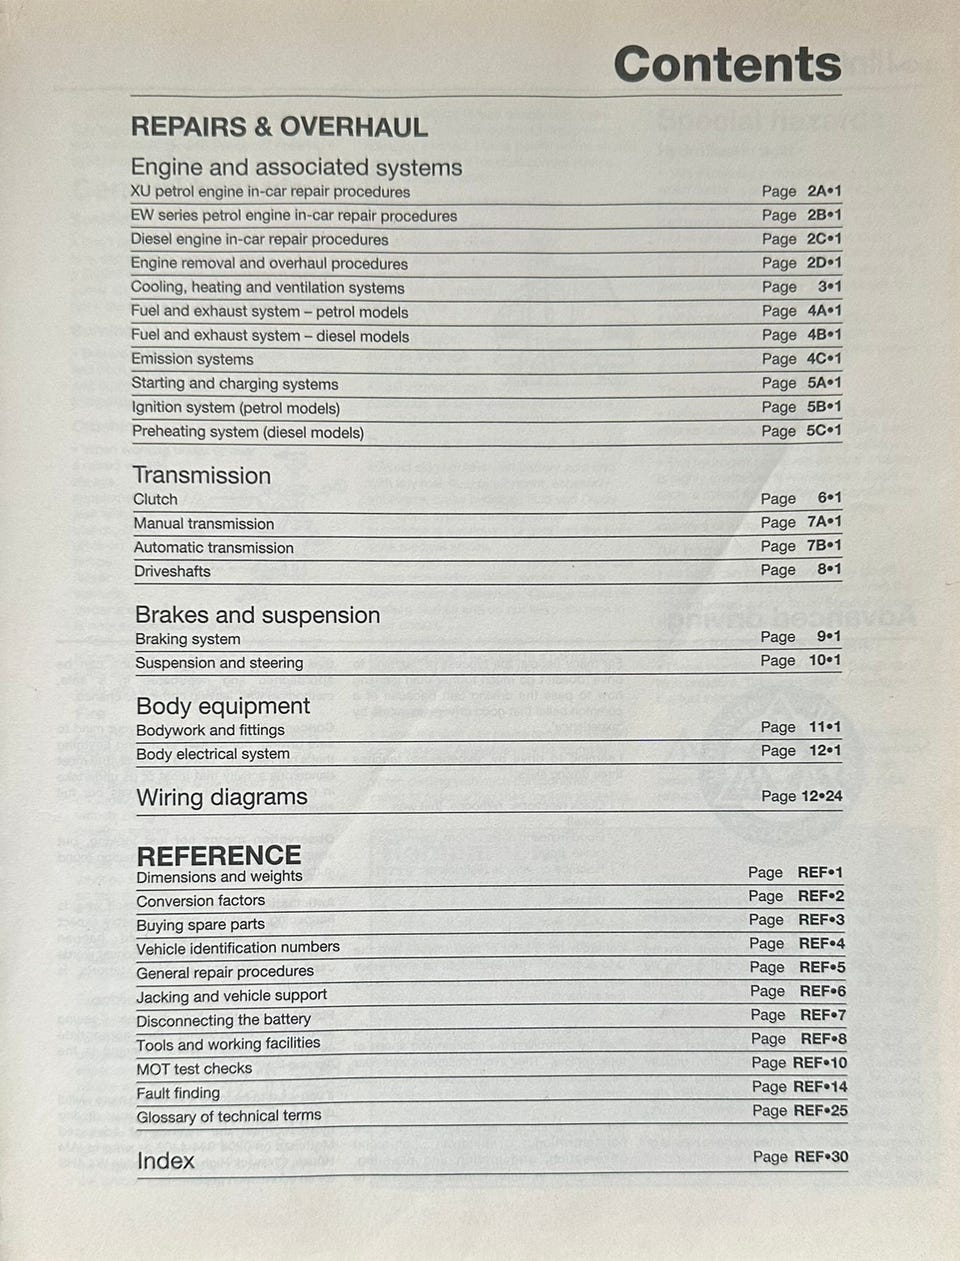 Contents
REPAIRS & OVERHAUL
Engine and associated systems
XU petrol engine in-car repair procedures Page 2A•1
EW series petrol engine in-car repair procedures Page 2B•1
Diesel engine in-car repair procedures Page 2C•1
Engine removal and overhaul procedures Page 2D•1
Cooling, heating and ventilation systems Page 3•1
Fuel and exhaust system – petrol models Page 4A•1
Fuel and exhaust system – diesel models Page 4B•1
Emission systems Page 4C•1
Starting and charging systems Page 5A•1
Ignition system (petrol models) Page 5B•1
Preheating system (diesel models) Page 5C•1
Transmission
Clutch Page 6•1
Manual transmission Page 7A•1
Automatic transmission Page 7B•1
Driveshafts Page 8•1
Brakes and suspension
Braking system Page 9•1
Suspension and steering Page 10•1
Body equipment
Bodywork and fittings Page 11•1
Body electrical system Page 12•1
Wiring diagrams Page 12•24
REFERENCE
Dimensions and weights Page REF•1
Conversion factors Page REF•2
Buying spare parts Page REF•3
Vehicle identification numbers Page REF•4
General repair procedures Page REF•5
Jacking and vehicle support Page REF•6
Disconnecting the battery Page REF•7
Tools and working facilities Page REF•8
MOT test checks Page REF•10
Fault finding Page REF•14
Glossary of technical terms Page REF•25
Index Page REF•30